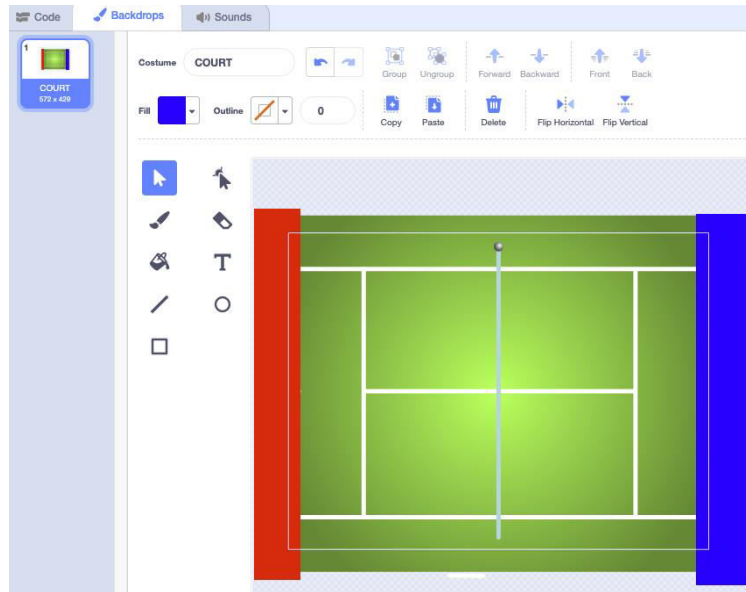 Code Backdrops Sounds
1
COURT
572 x 429
Costume COURT
Group Ungroup Forward Backward Front Back
Fill Outline 0
Copy Paste Delete Flip Horizontal Flip Vertical
T